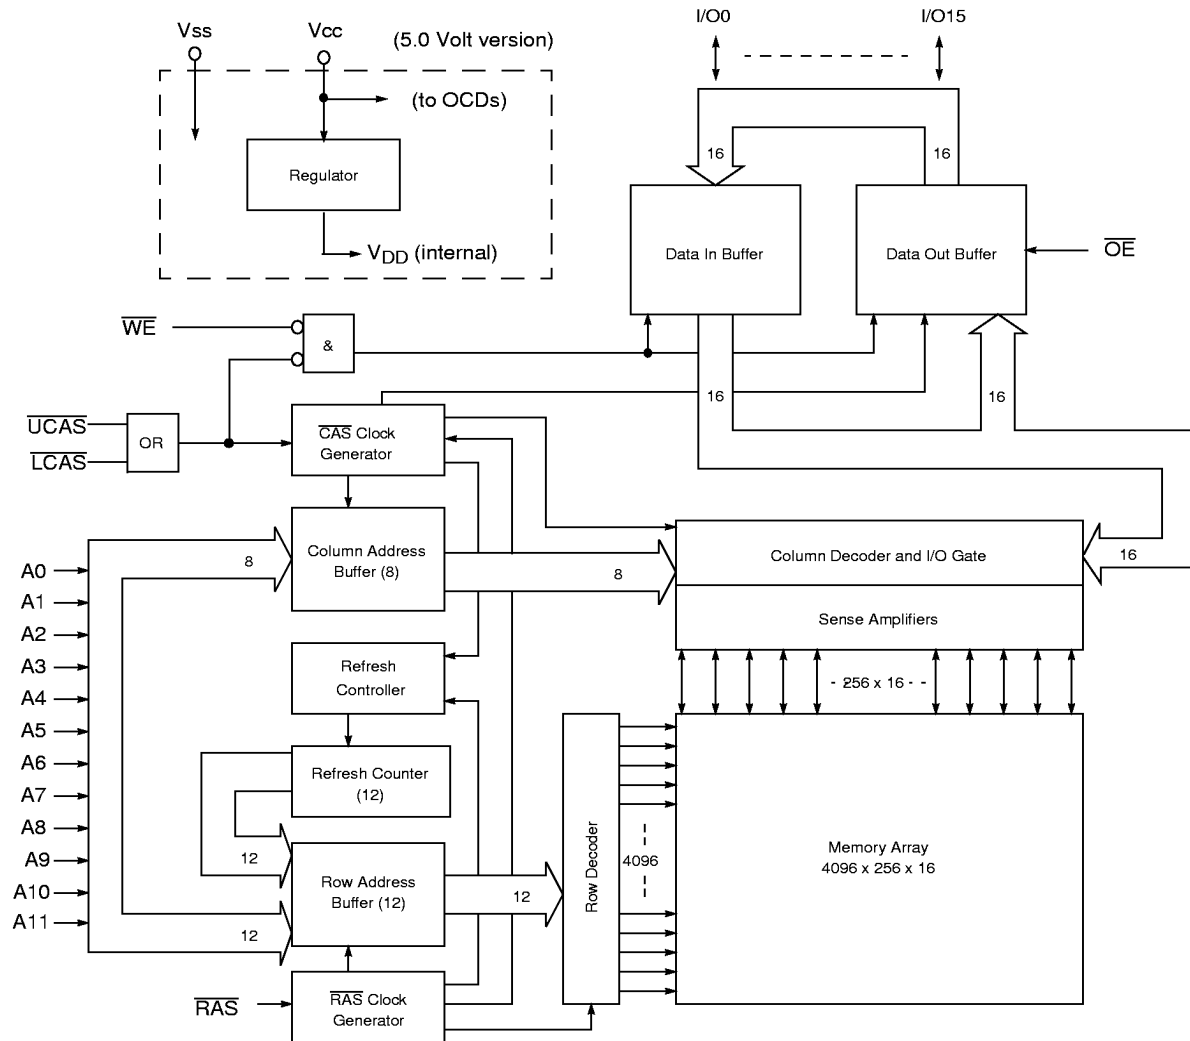 Vss
Vcc
(5.0 Volt version)
(to OCDs)
Regulator
VDD (internal)
I/O0
I/O15
16
16
Data In Buffer
Data Out Buffer
OE
WE
&
UCAS
LCAS
OR
CAS Clock
Generator
16
16
Column Address
Buffer (8)
8
8
Column Decoder and I/O Gate
16
Sense Amplifiers
A0
A1
A2
A3
A4
A5
A6
A7
A8
A9
A10
A11
Refresh
Controller
- 256 x 16 - -
Refresh Counter
(12)
12
Row Address
Buffer (12)
12
12
Row Decoder
4096
Memory Array
4096 x 256 x 16
RAS
RAS Clock
Generator